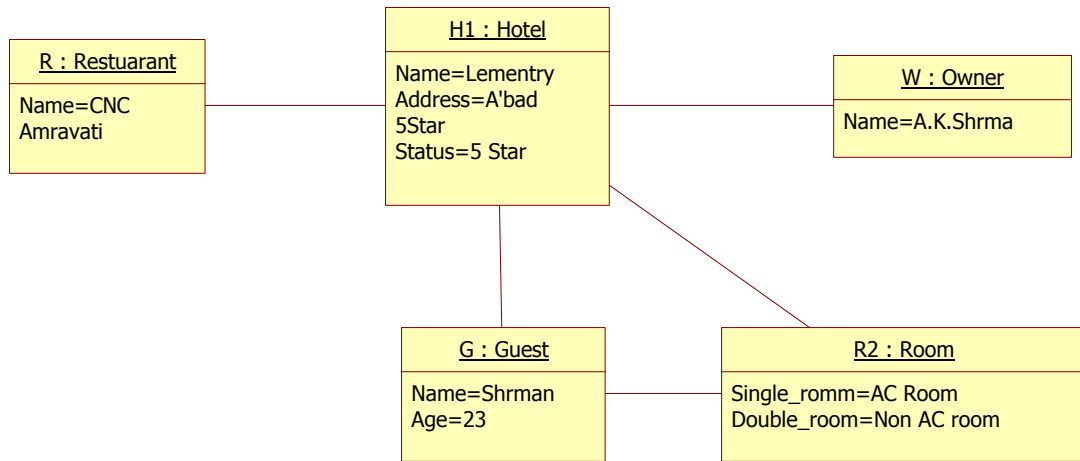 R : Restuarant
Name=CNC
Amravati
H1 : Hotel
Name=Lementry
Address=A'bad
5Star
Status=5 Star
W : Owner
Name=A.K.Shrma
G : Guest
Name=Shrman
Age=23
R2 : Room
Single_romm=AC Room
Double_room=Non AC room